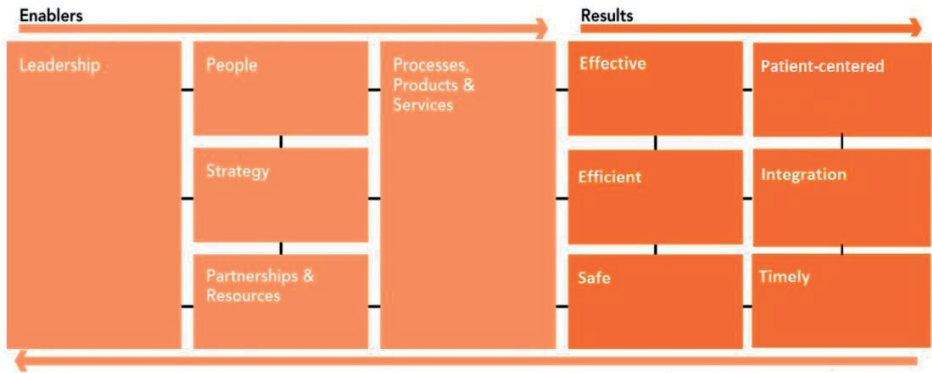 Enablers
Results
Leadership
People
Processes,
Products &
Services
Effective
Patient-centered
Strategy
Efficient
Integration
Partnerships &
Resources
Safe
Timely